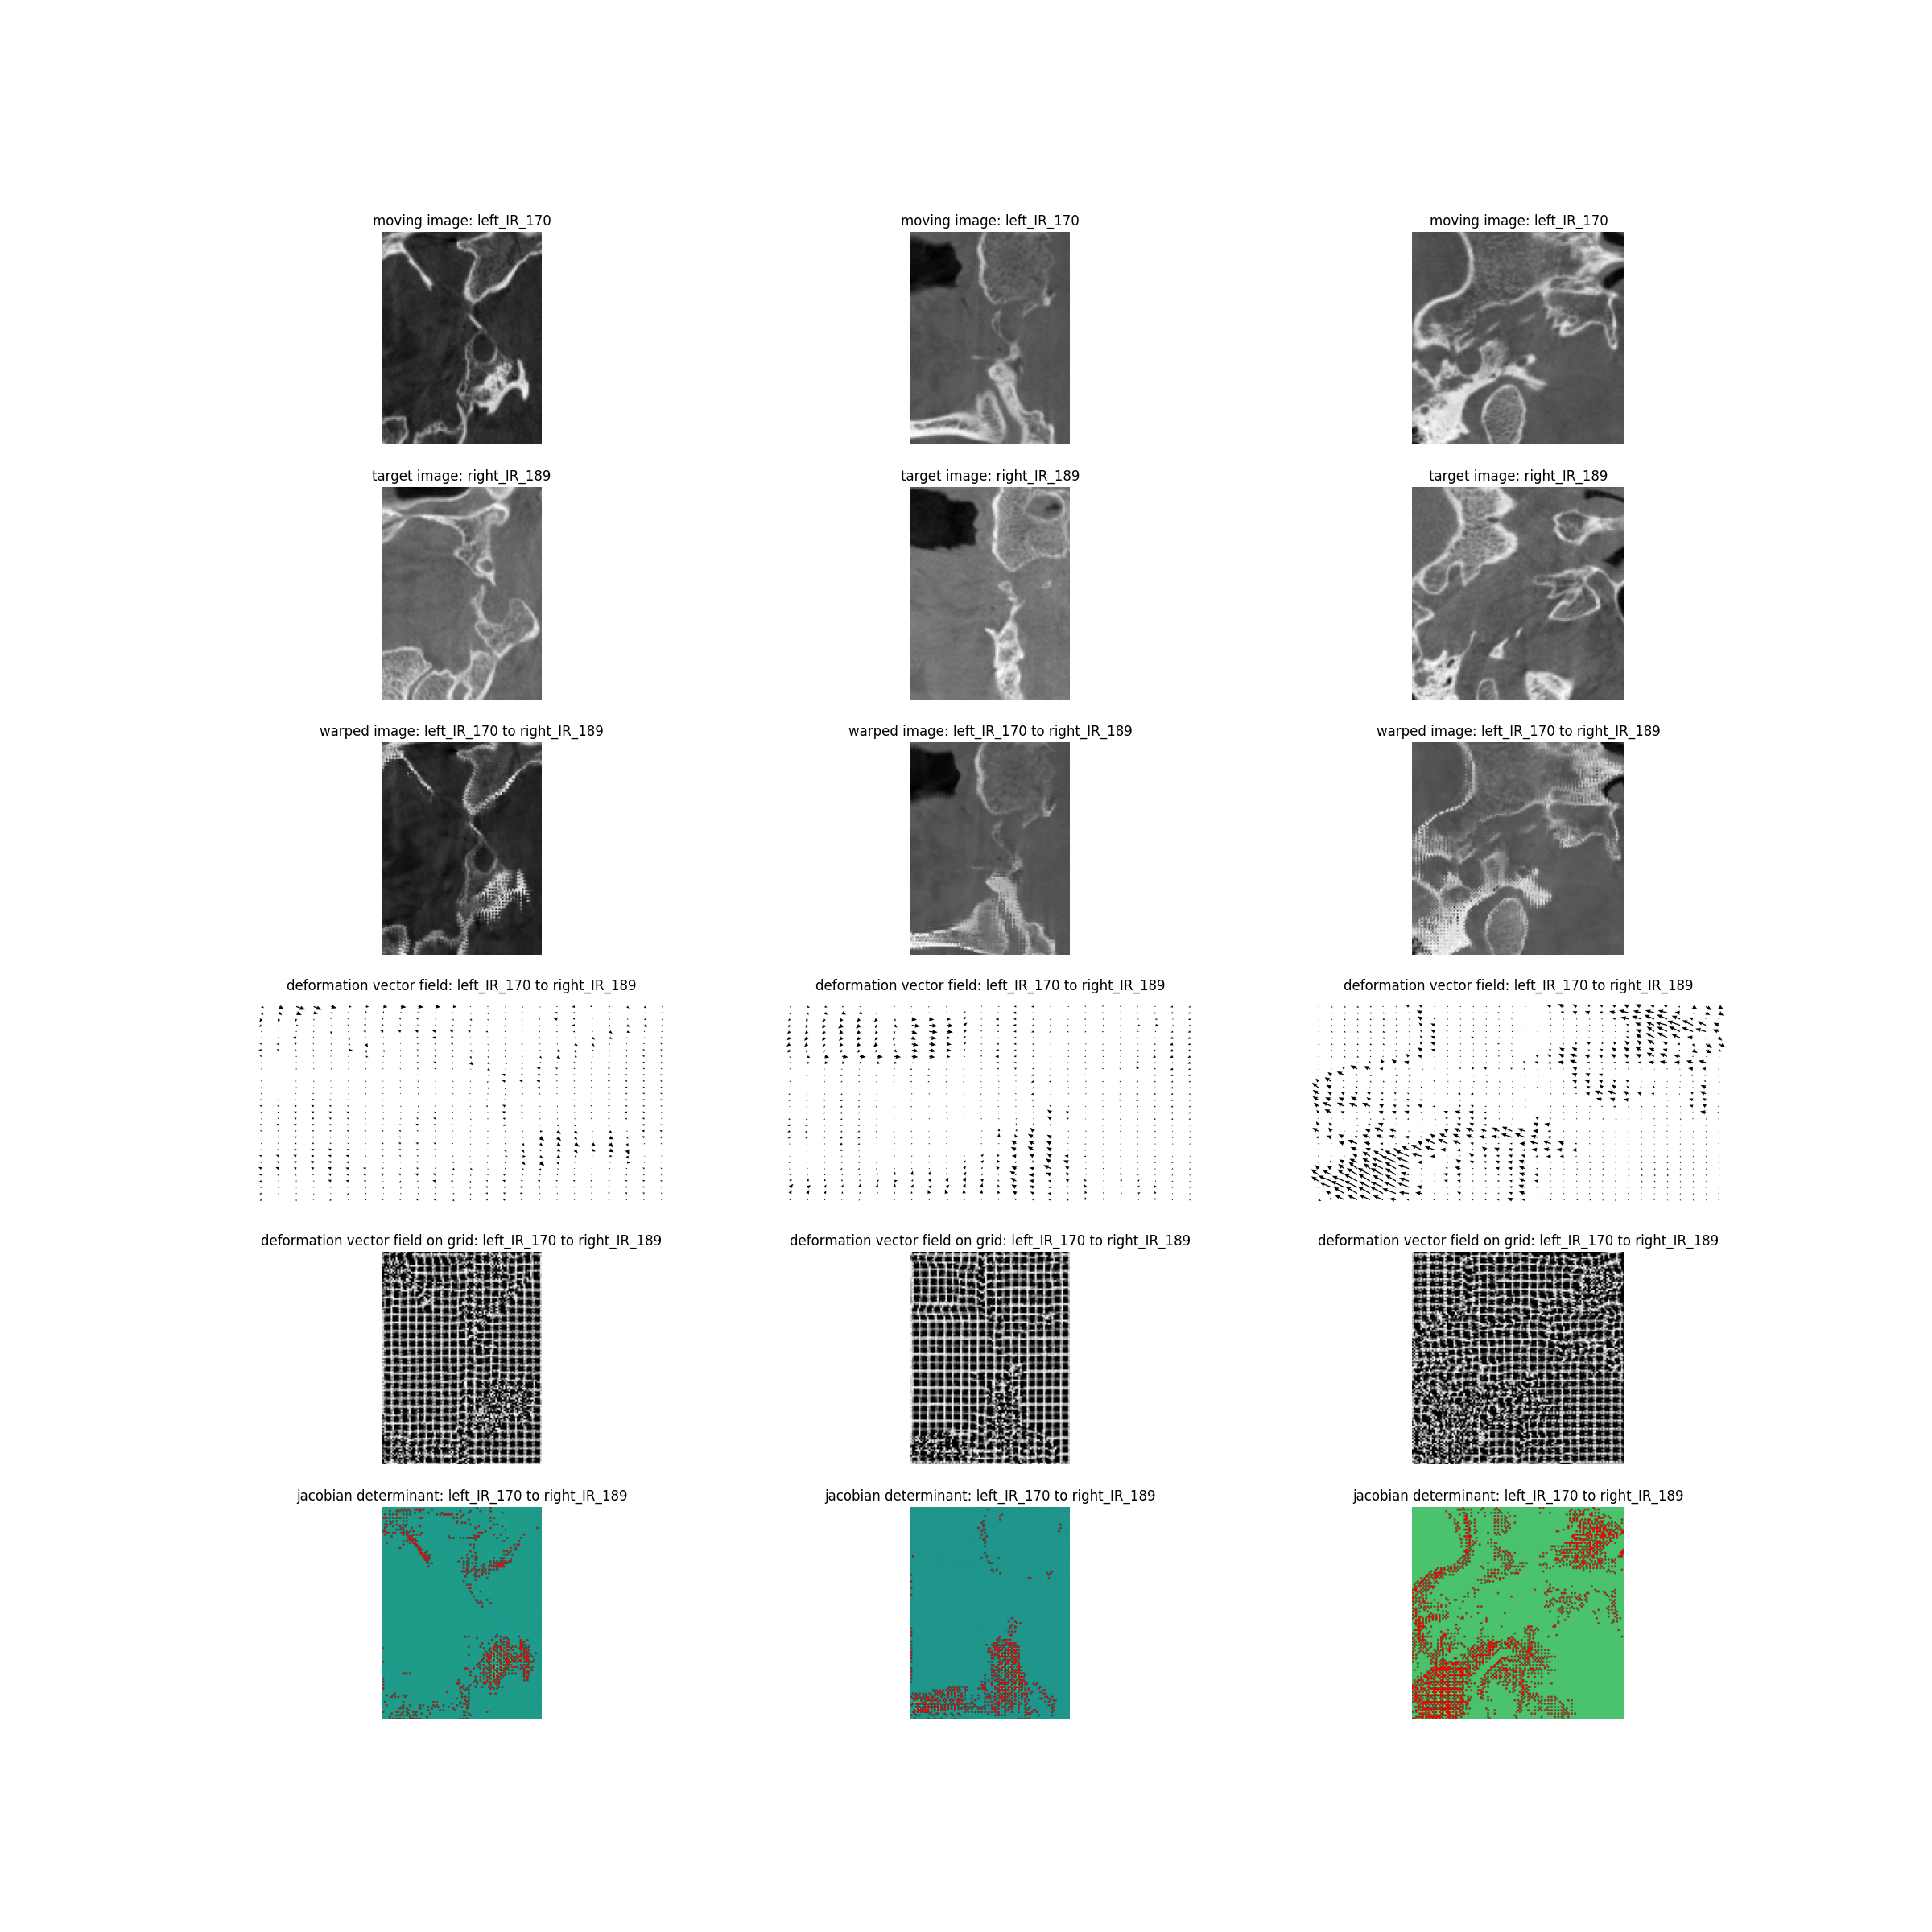 moving image: left_IR_170
moving image: left_IR_170
moving image: left_IR_170
target image: right_IR_189
target image: right_IR_189
target image: right_IR_189
warped image: left_IR_170 to right_IR_189
warped image: left_IR_170 to right_IR_189
warped image: left_IR_170 to right_IR_189
deformation vector field: left_IR_170 to right_IR_189
deformation vector field: left_IR_170 to right_IR_189
deformation vector field: left_IR_170 to right_IR_189
deformation vector field on grid: left_IR_170 to right_IR_189
deformation vector field on grid: left_IR_170 to right_IR_189
deformation vector field on grid: left_IR_170 to right_IR_189
jacobian determinant: left_IR_170 to right_IR_189
jacobian determinant: left_IR_170 to right_IR_189
jacobian determinant: left_IR_170 to right_IR_189